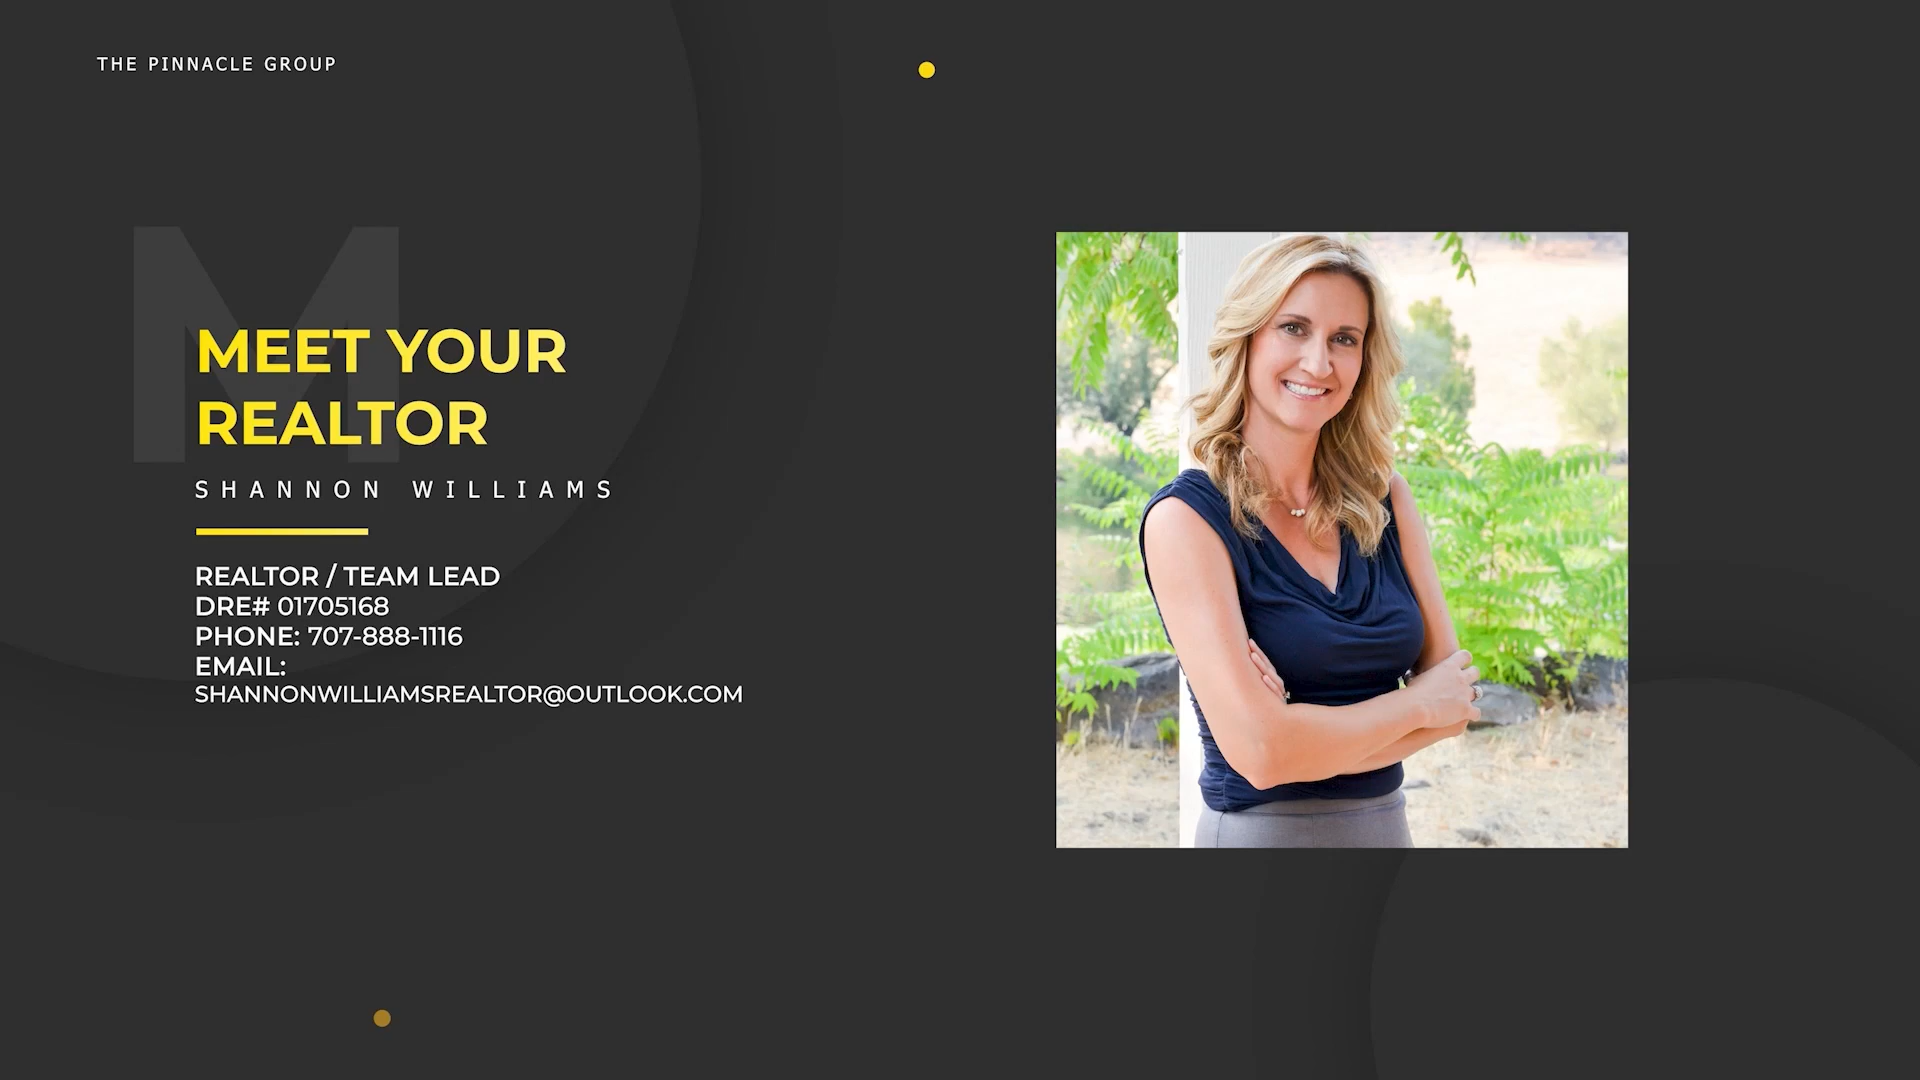 THE PINNACLE GROUP
M
MEET YOUR
REALTOR
SHANNON WILLIAMS
REALTOR / TEAM LEAD
DRE# 01705168
PHONE: 707-888-1116
EMAIL:
SHANNONWILLIAMSREALTOR@OUTLOOK.COM